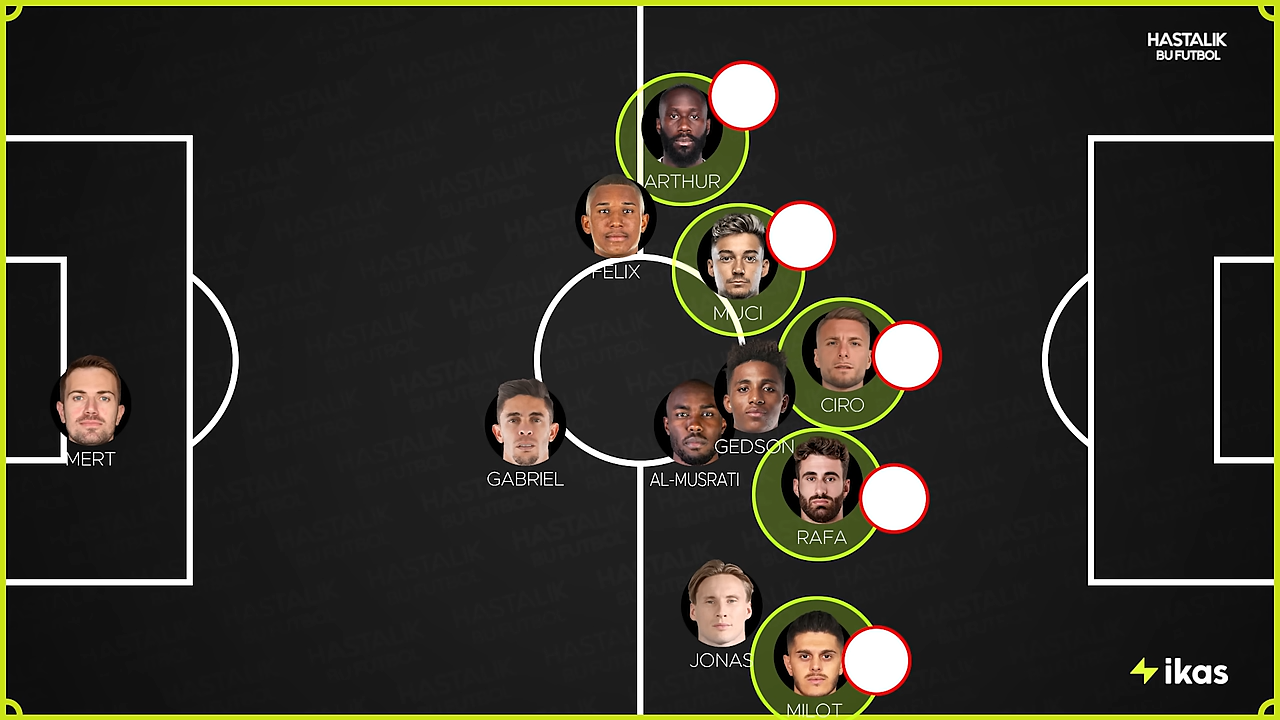 HASTALIK
BU FUTBOL
ARTHUR
FELIX
MUCI
CIRO
GEDSON
MERT
GABRIEL
AL-MUSRATI
RAFA
JONAS
MILOT
ikas